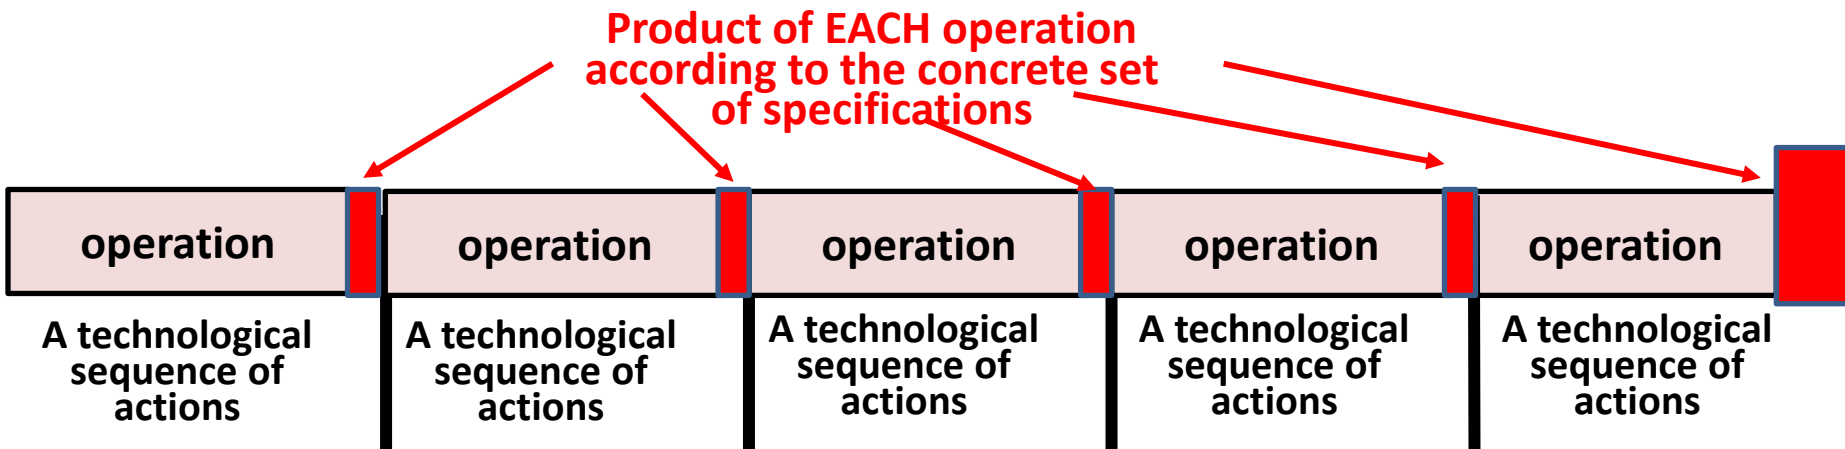 Product of EACH operation
according to the concrete set
of specifications
operation
operation
operation
operation
operation
A technological
sequence of
actions
A technological
sequence of
actions
A technological
sequence of
actions
A technological
sequence of
actions
A technological
sequence of
actions